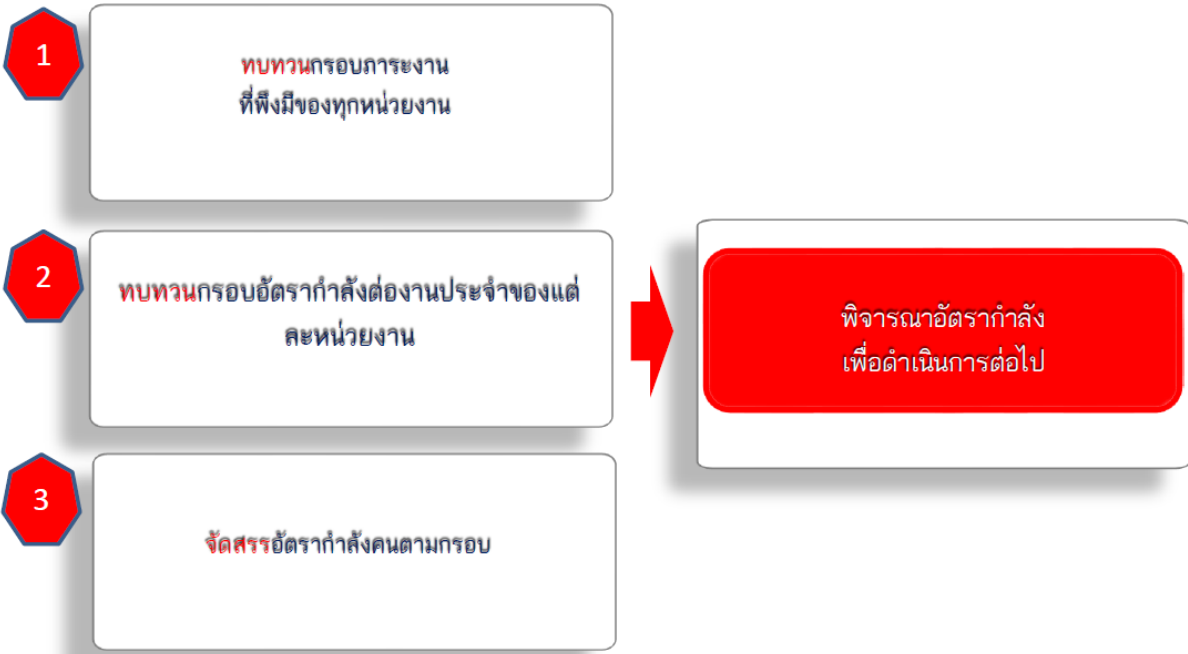 1
ทบทวนกรอบภาระงาน
ที่พึงมีของทุกหน่วยงาน
2
ทบทวนกรอบอัตรากำลังต่องานประจำของแต่
ละหน่วยงาน
3
จัดสรรอัตรากำลังคนตามกรอบ
พิจารณาอัตรากำลัง
เพื่อดำเนินการต่อไป